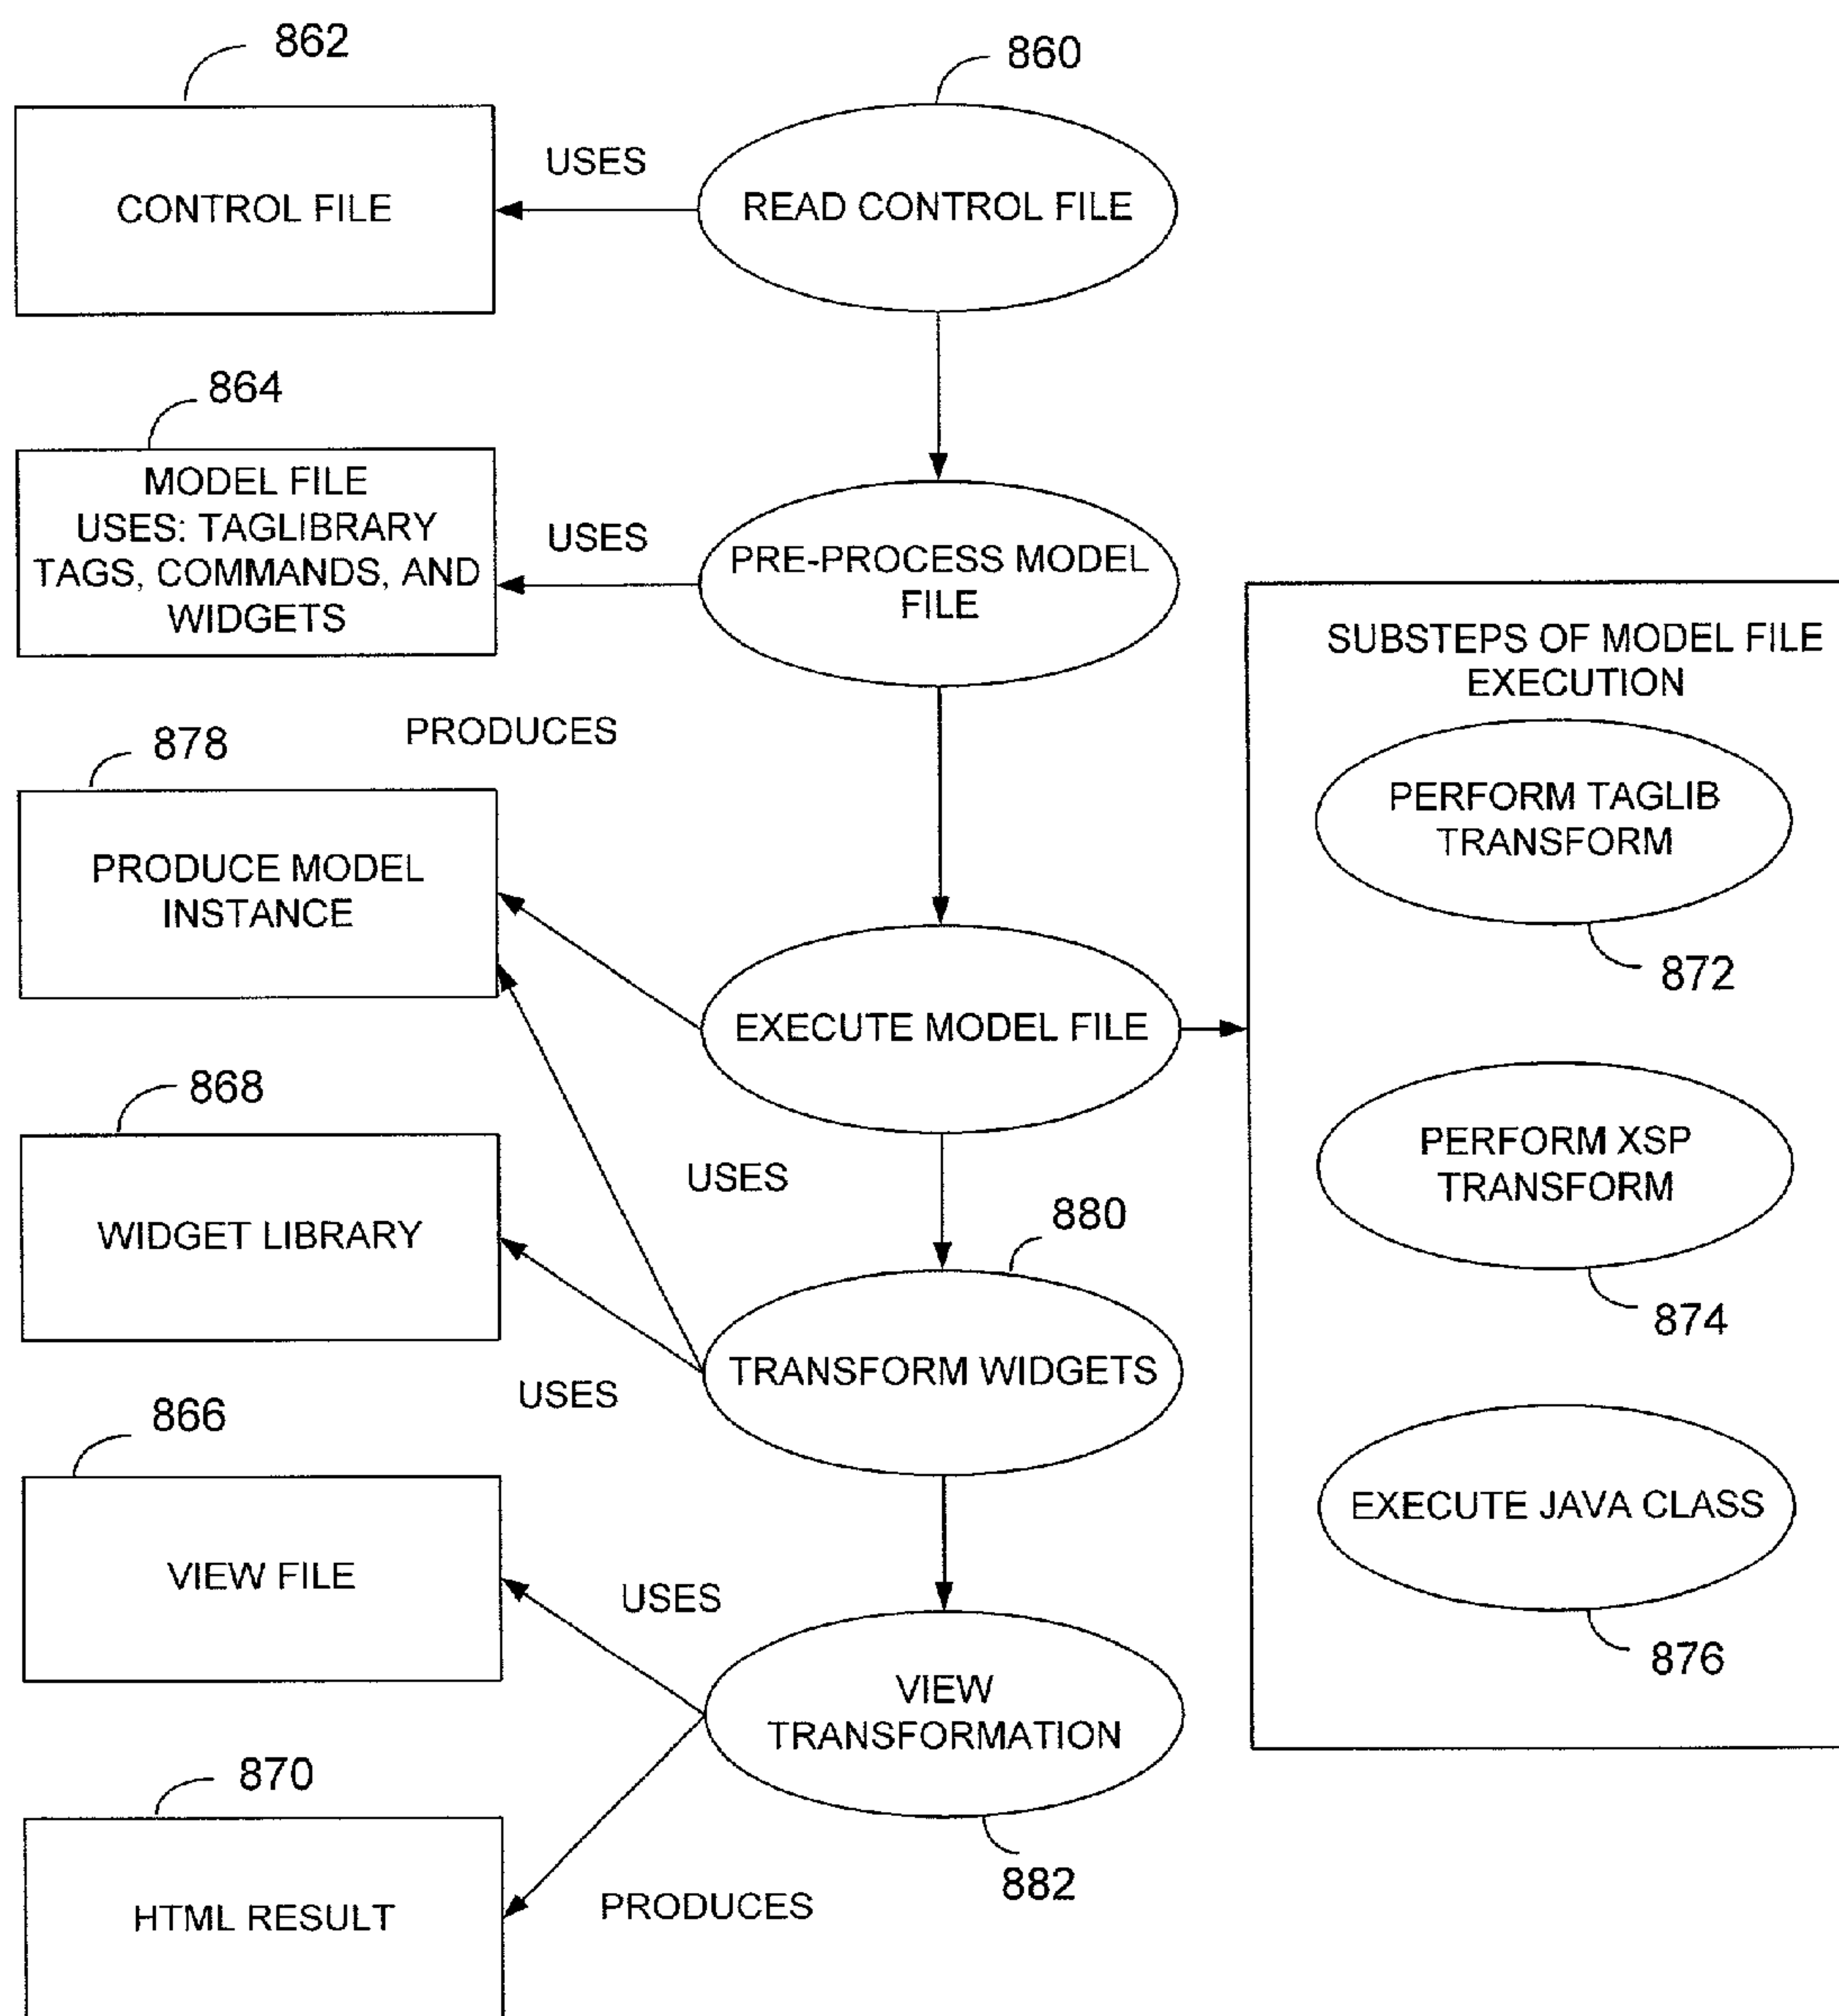 862
860
CONTROL FILE
USES
READ CONTROL FILE
864
MODEL FILE
USES: TAGLIBRARY
TAGS, COMMANDS, AND
WIDGETS
USES
PRE-PROCESS MODEL
FILE
SUBSTEPS OF MODEL FILE
EXECUTION
PERFORM TAGLIB
TRANSFORM
872
PERFORM XSP
TRANSFORM
874
EXECUTE JAVA CLASS
876
878
PRODUCES
PRODUCE MODEL
INSTANCE
EXECUTE MODEL FILE
868
USES
WIDGET LIBRARY
880
TRANSFORM WIDGETS
USES
866
VIEW FILE
USES
VIEW
TRANSFORMATION
882
870
HTML RESULT
PRODUCES